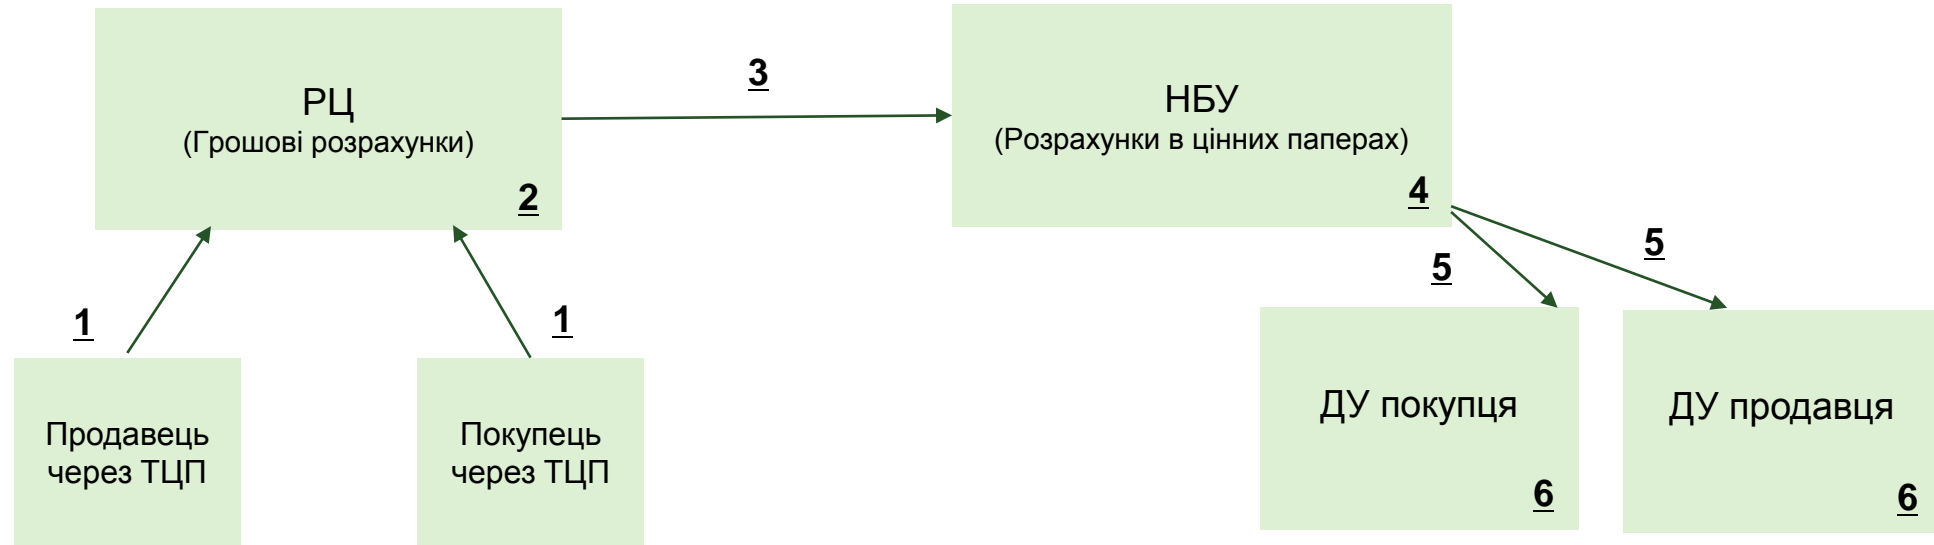 РЦ
(Грошові розрахунки)
2
3
НБУ
(Розрахунки в цінних паперах)
4
1
1
5
5
Продавець
через ТЦП
Покупець
через ТЦП
ДУ покупця
6
ДУ продавця
6